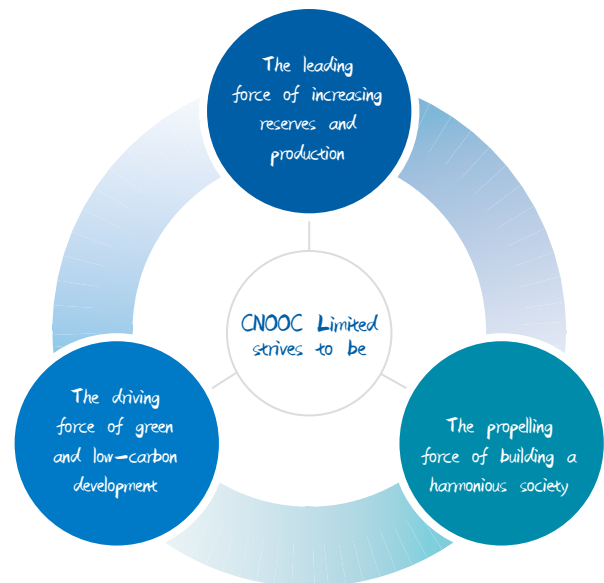 The leading
force of increasing
reserves and
production
CNOOC Limited
strives to be
The driving
force of green
and low-carbon
development
The propelling
force of building a
harmonious society